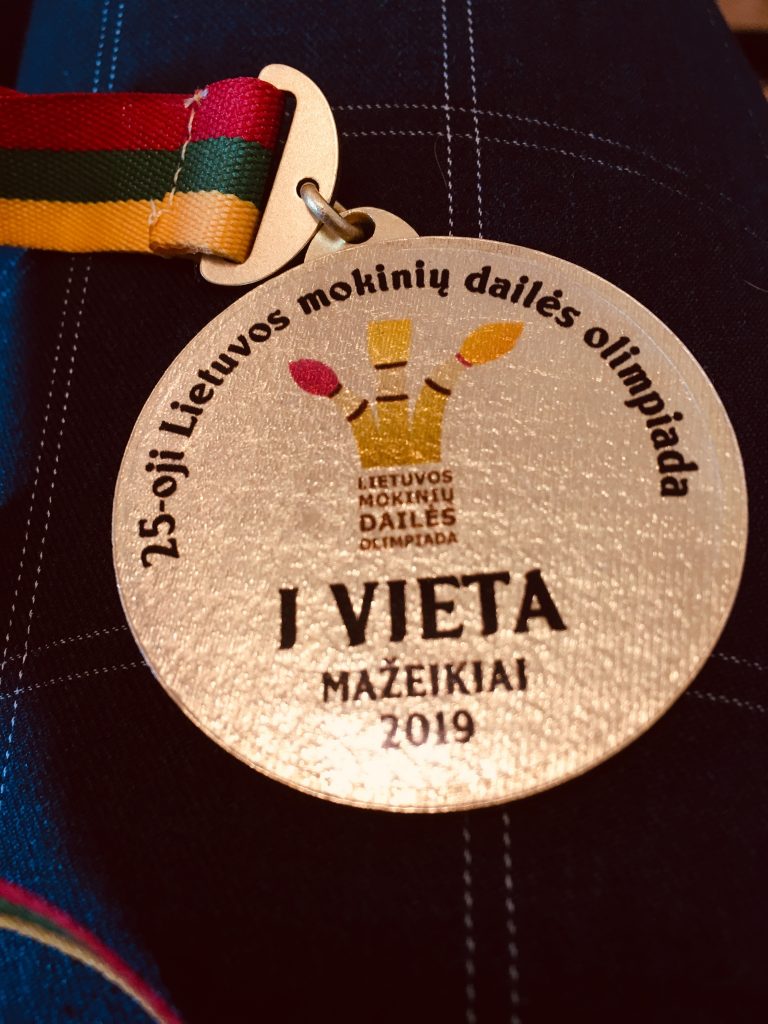 25-oji Lietuvos mokinių dailės olimpiada
LIETUVOS
MOKINIŲ
DAILĖS
OLIMPIADA
I VIETA
MAŽEIKIAI
2019